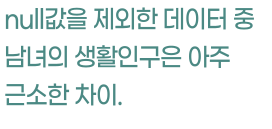 null값을 제외한 데이터 중
남녀의 생활인구은 아주
근소한 차이.